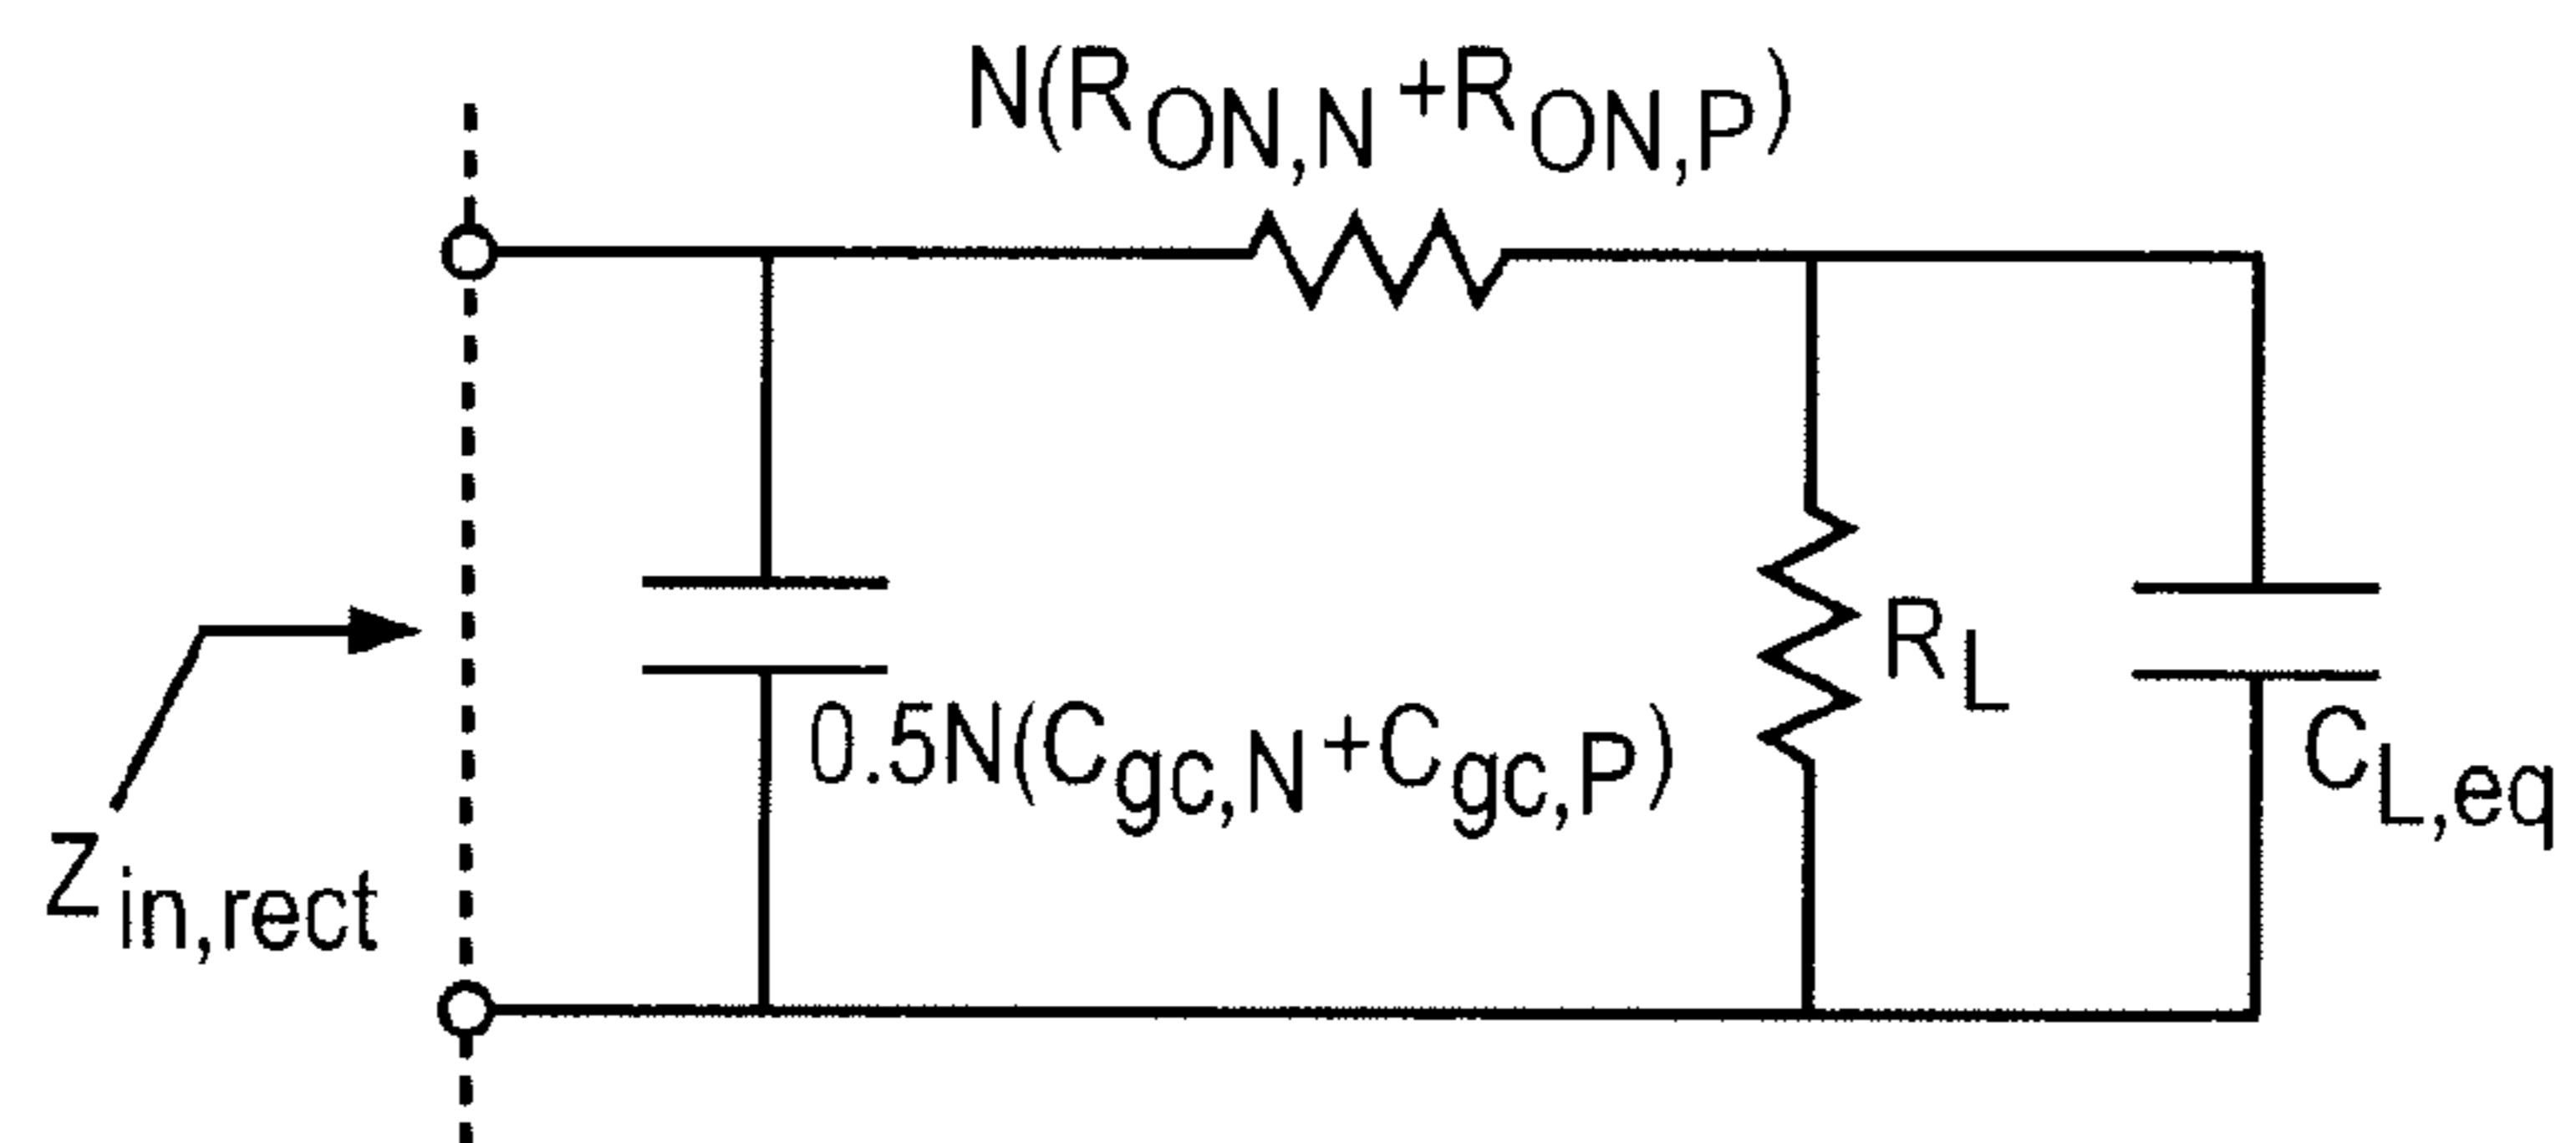 N(R_ON,N+R_ON,P)
R_L
0.5N(C_gc,N+C_gc,P)
C_L,eq
Z_in,rect